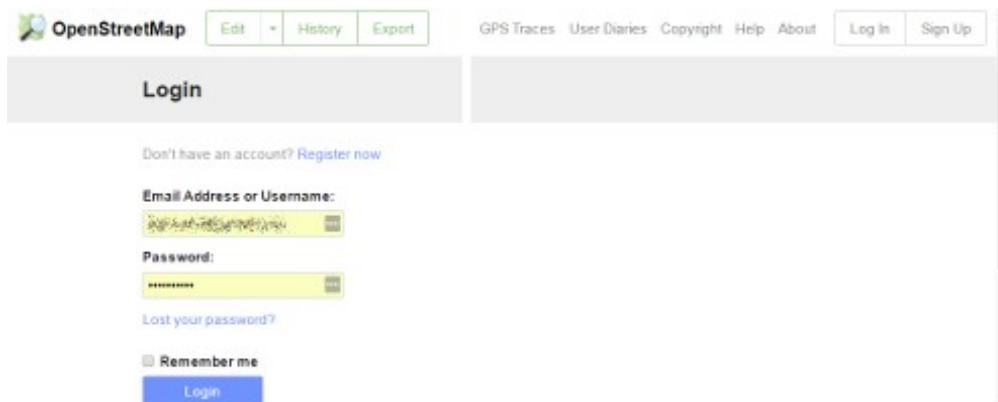 OpenStreetMap Edit History Export GPS Traces User Diaries Copyright Help About Log In Sign Up
Login
Don't have an account? Register now
Email Address or Username:
Password:
Lost your password?
Remember me
Login